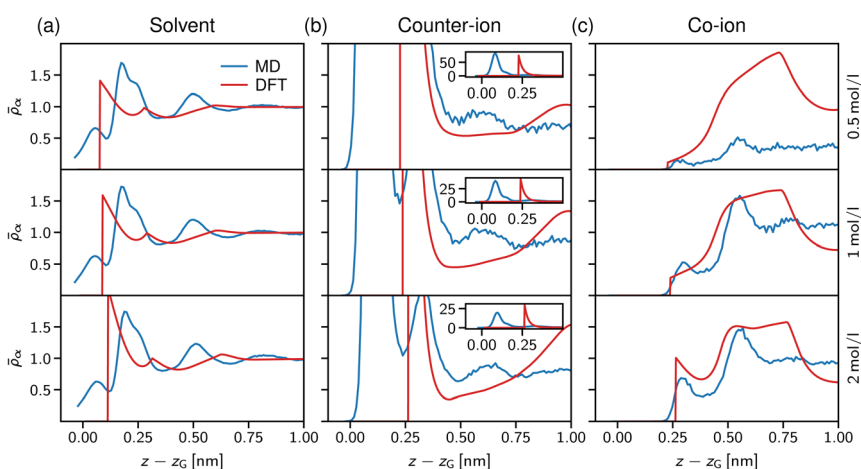 (a) Solvent (b) Counter-ion (c) Co-ion
MD
DFT
1.5
1.0
0.5
ρ̄α
50
0
0.00 0.25
0.5 mol/l
1.5
1.0
0.5
ρ̄α
25
0
0.00 0.25
1 mol/l
1.5
1.0
0.5
ρ̄α
25
0
0.00 0.25
2 mol/l
0.00 0.25 0.50 0.75 1.00
0.00 0.25 0.50 0.75 1.00
0.00 0.25 0.50 0.75 1.00
z − zG [nm] z − zG [nm] z − zG [nm]